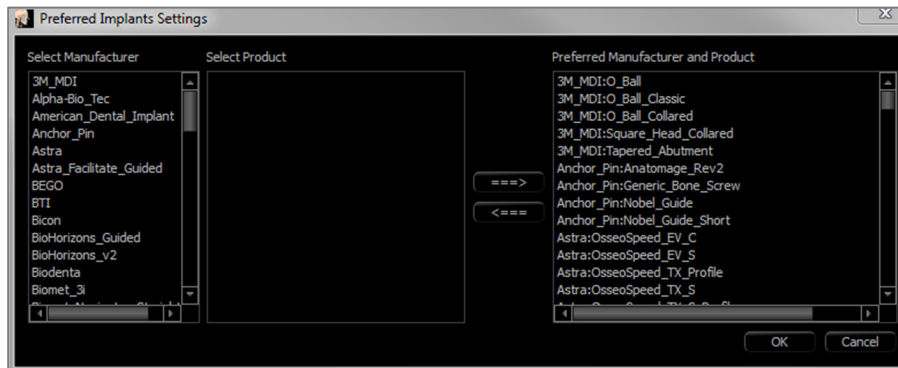 Preferred Implants Settings
Select Manufacturer
3M_MDI
Alpha-Bio_Tec
American_Dental_Implant
Anchor_Pin
Astra
Astra_Facilitate_Guided
BEGO
BTI
Bicon
BioHorizons_Guided
BioHorizons_v2
Biodenta
Biomet_3i
Select Product
===>
<===
Preferred Manufacturer and Product
3M_MDI:O_Ball
3M_MDI:O_Ball_Classic
3M_MDI:O_Ball_Collared
3M_MDI:Square_Head_Collared
3M_MDI:Tapered_Abutment
Anchor_Pin:Anatomage_Rev2
Anchor_Pin:Generic_Bone_Screw
Anchor_Pin:Nobel_Guide
Anchor_Pin:Nobel_Guide_Short
Astra:OsseoSpeed_EV_C
Astra:OsseoSpeed_EV_S
Astra:OsseoSpeed_TX_Profile
Astra:OsseoSpeed_TX_S
OK
Cancel